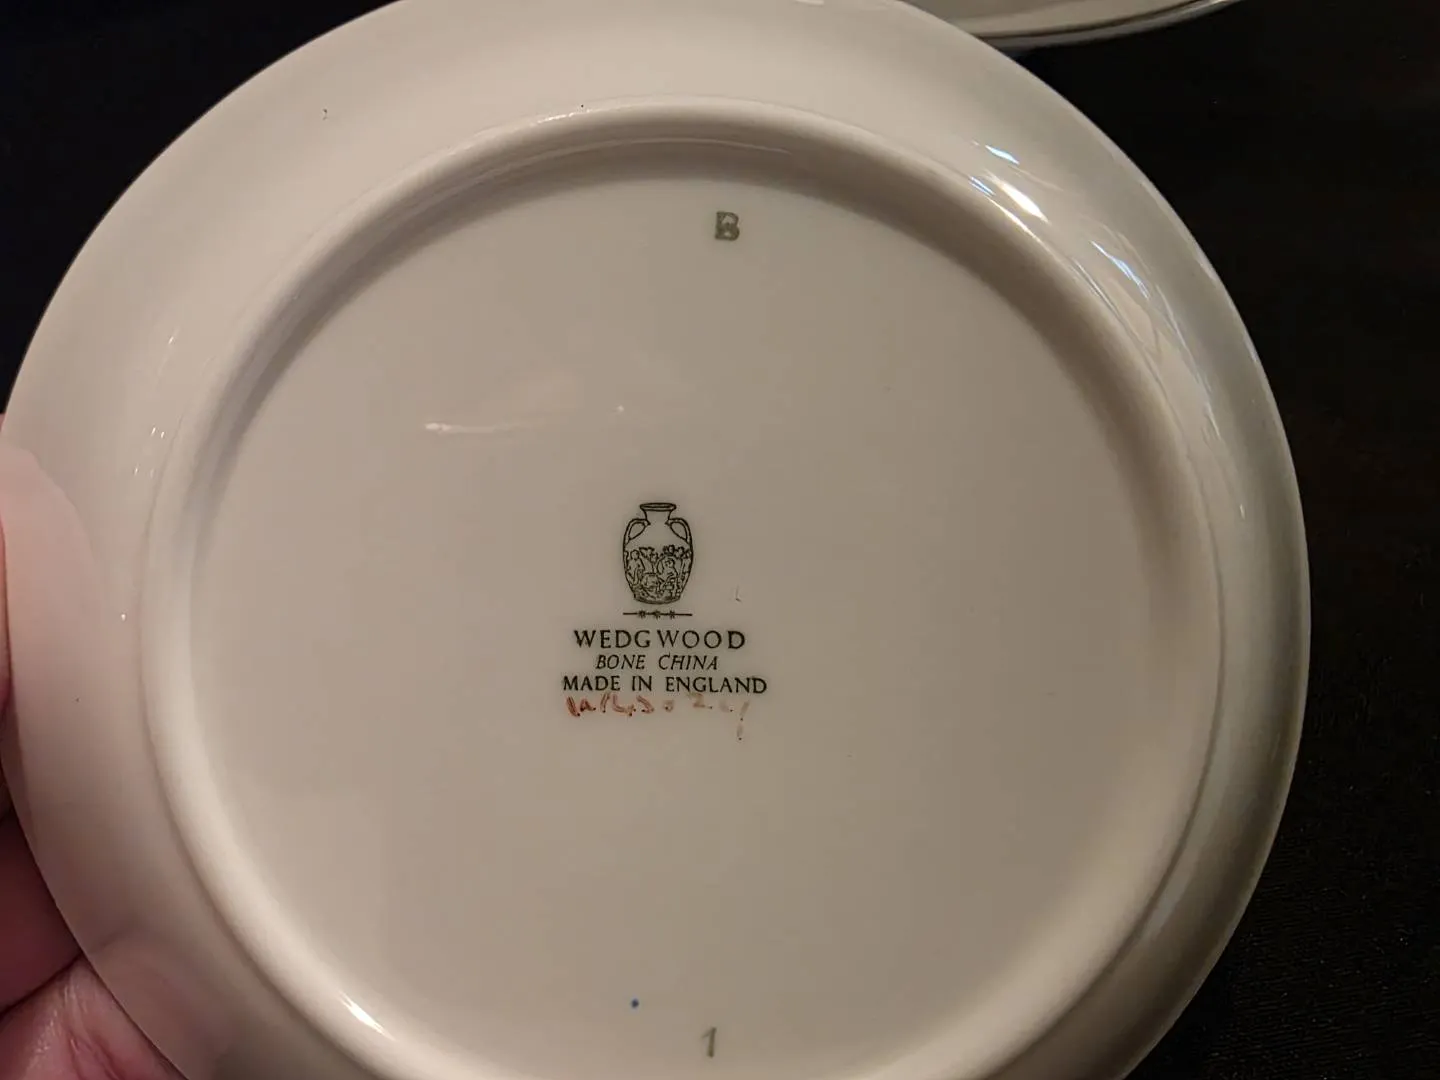 B
WEDGWOOD
BONE CHINA
MADE IN ENGLAND
1